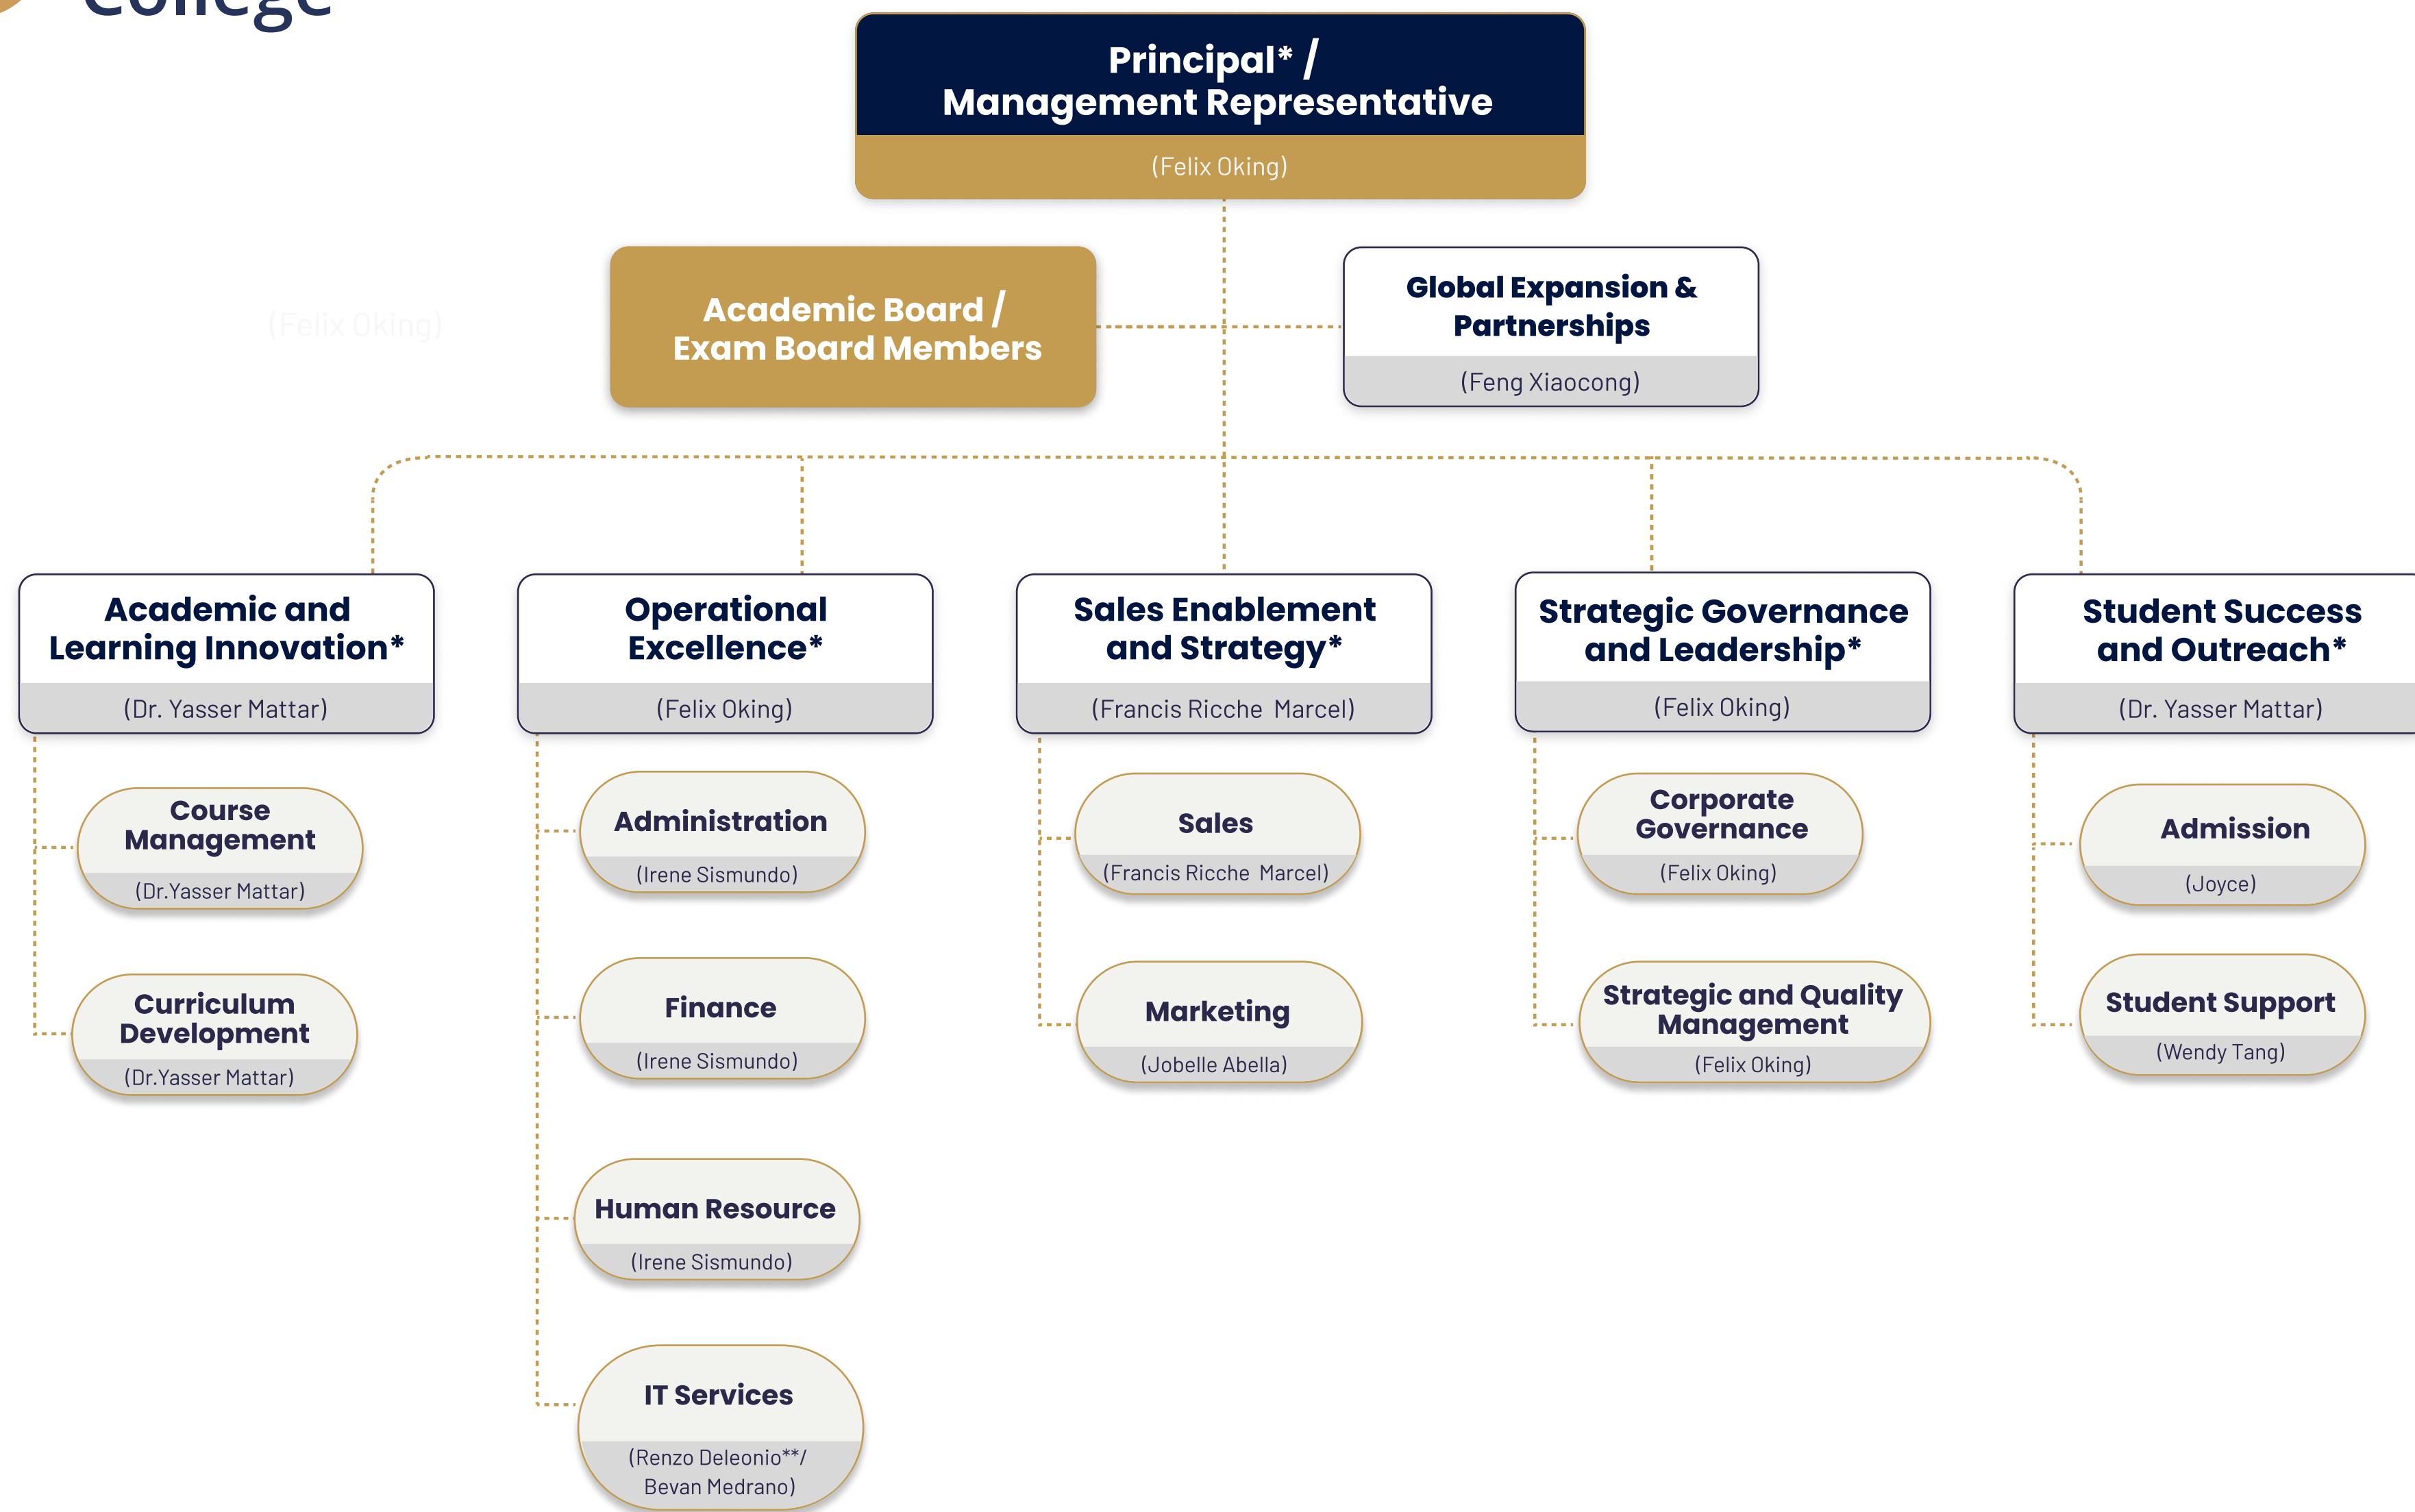 College
Principal* /
Management Representative
(Felix Oking)
Academic Board /
Exam Board Members
Global Expansion &
Partnerships
(Feng Xiaocong)
(Felix Oking)
Academic and
Learning Innovation*
(Dr. Yasser Mattar)
Course
Management
(Dr.Yasser Mattar)
Curriculum
Development
(Dr.Yasser Mattar)
Operational
Excellence*
(Felix Oking)
Administration
(Irene Sismundo)
Finance
(Irene Sismundo)
Human Resource
(Irene Sismundo)
IT Services
(Renzo Deleonio**/
Bevan Medrano)
Sales Enablement
and Strategy*
(Francis Ricche  Marcel)
Sales
(Francis Ricche  Marcel)
Marketing
(Jobelle Abella)
Strategic Governance
and Leadership*
(Felix Oking)
Corporate
Governance
(Felix Oking)
Strategic and Quality
Management
(Felix Oking)
Student Success
and Outreach*
(Dr. Yasser Mattar)
Admission
(Joyce)
Student Support
(Wendy Tang)